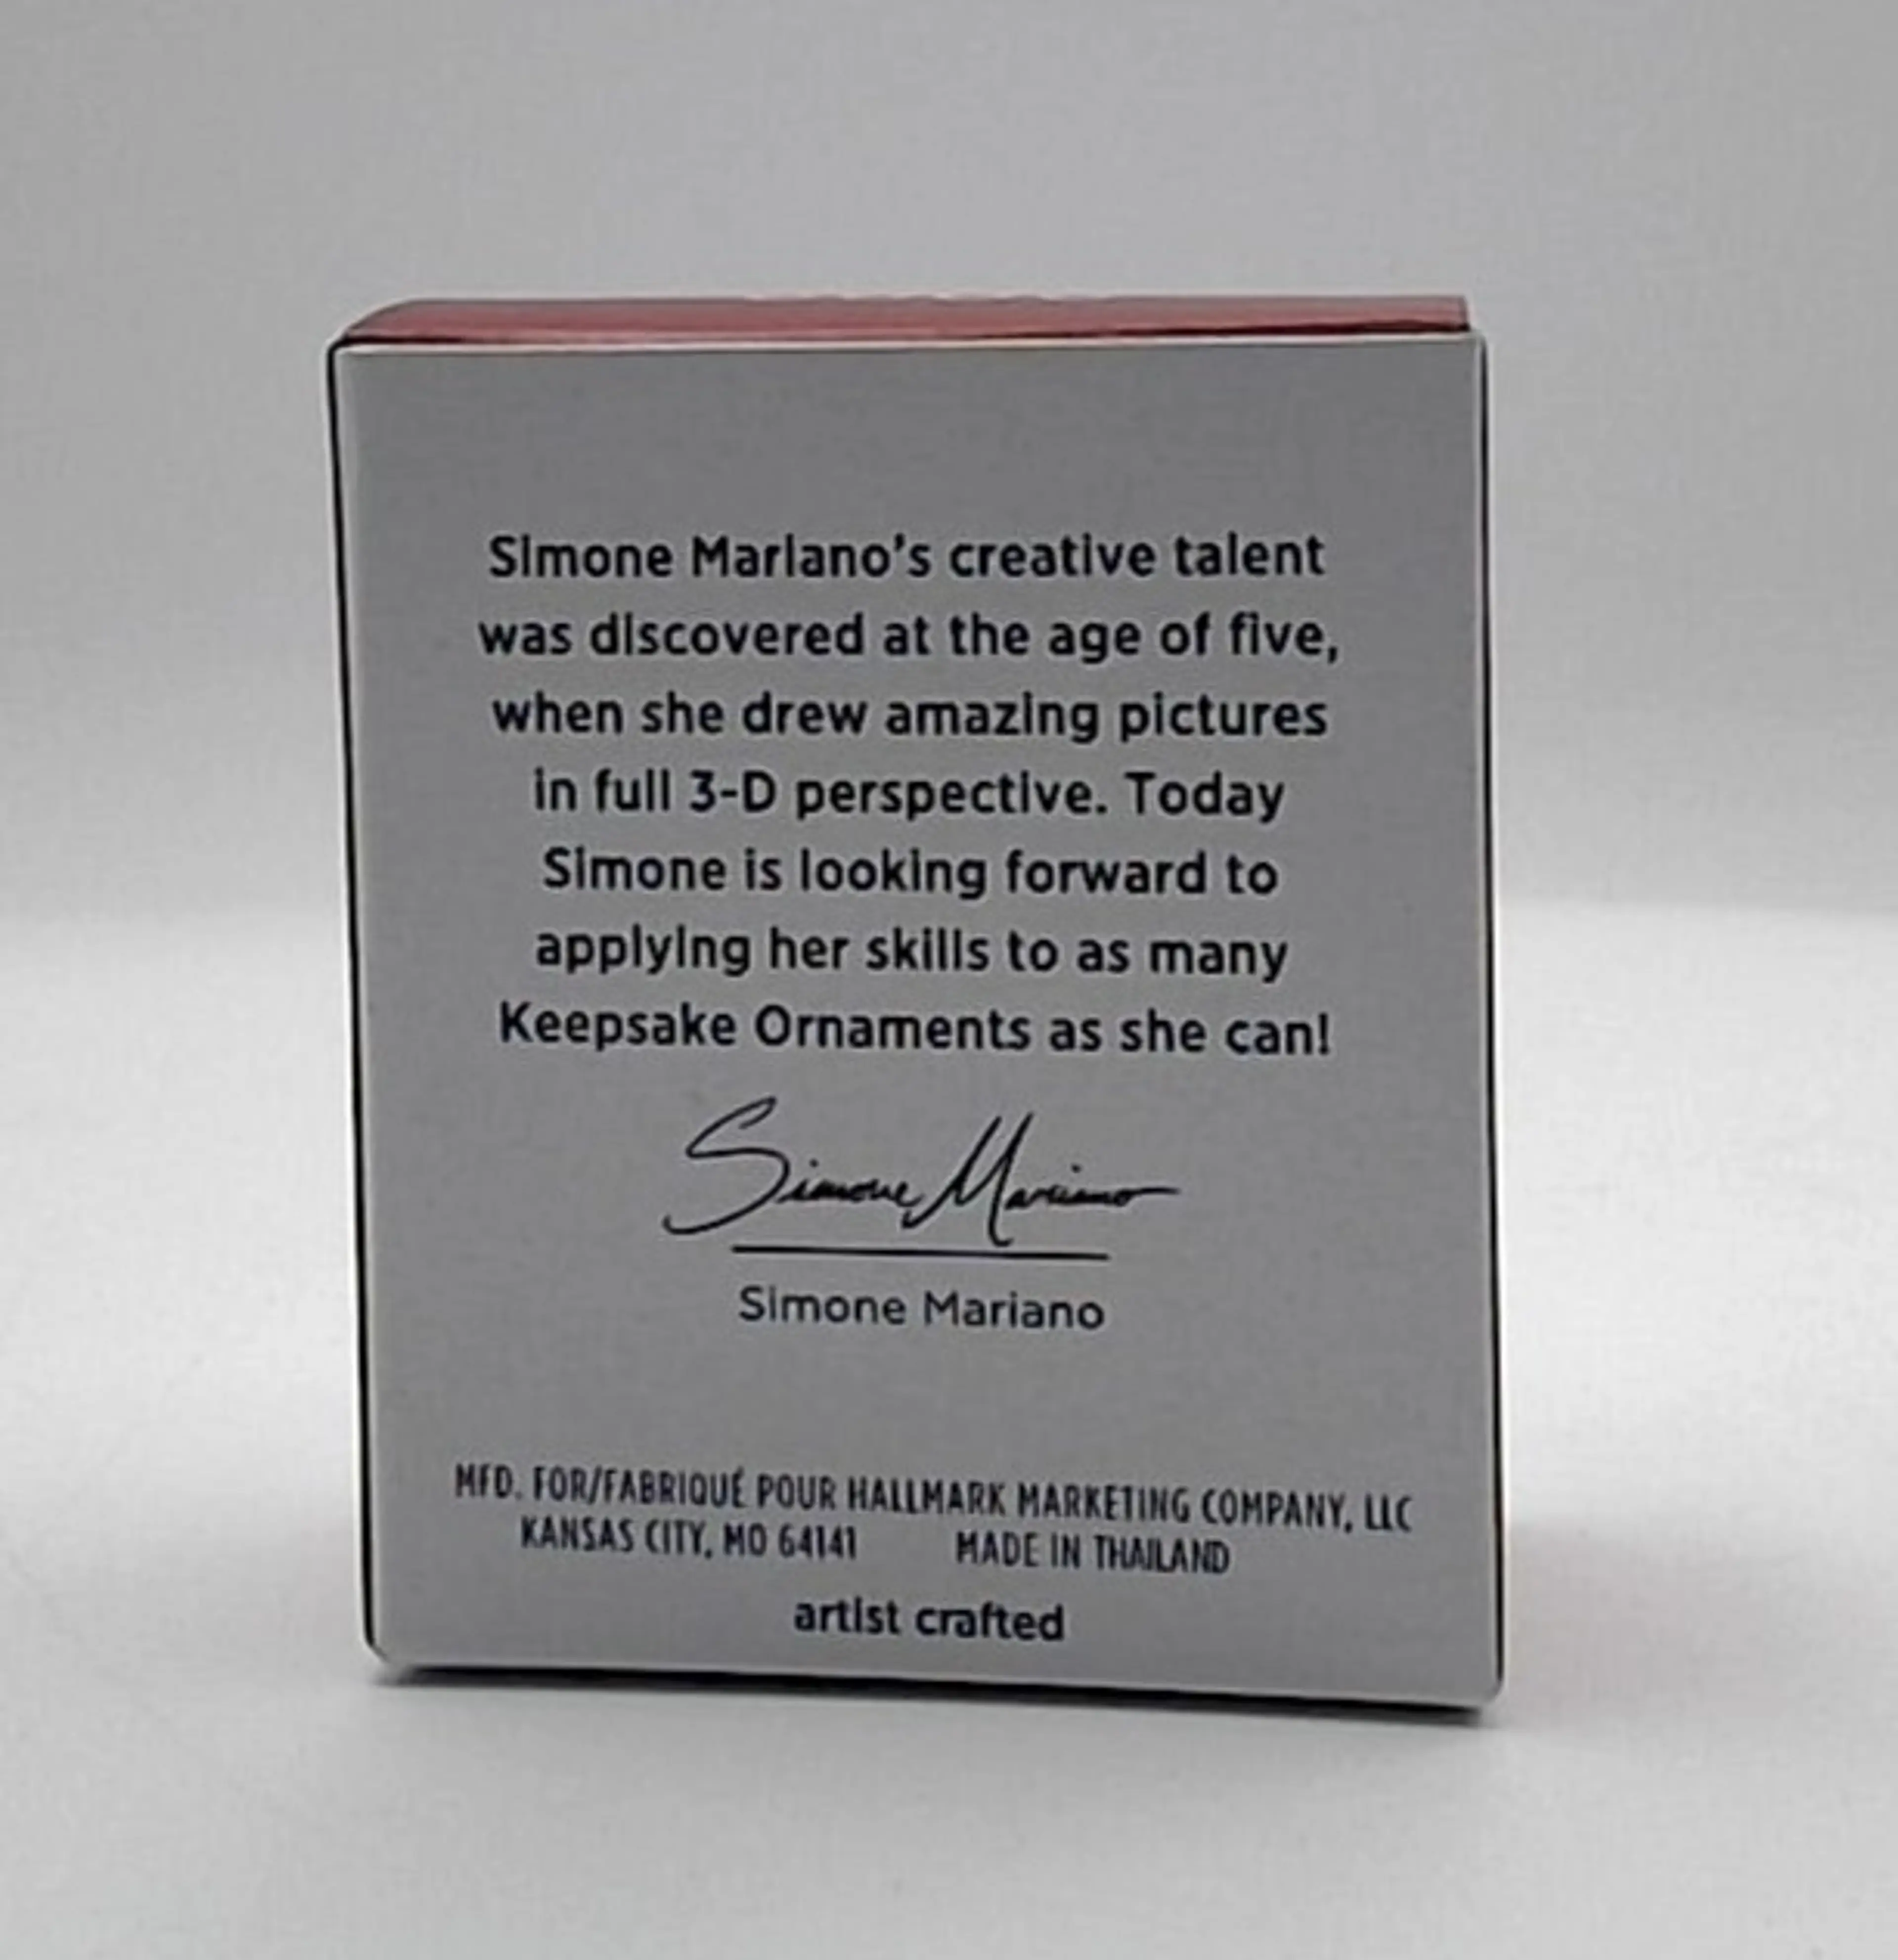 Simone Mariano's creative talent
was discovered at the age of five,
when she drew amazing pictures
in full 3-D perspective. Today
Simone is looking forward to
applying her skills to as many
Keepsake Ornaments as she can!
Simone Mariano
Simone Mariano
MFD. FOR/FABRIQUÉ POUR HALLMARK MARKETING COMPANY, LLC
KANSAS CITY, MO 64141 MADE IN THAILAND
artist crafted